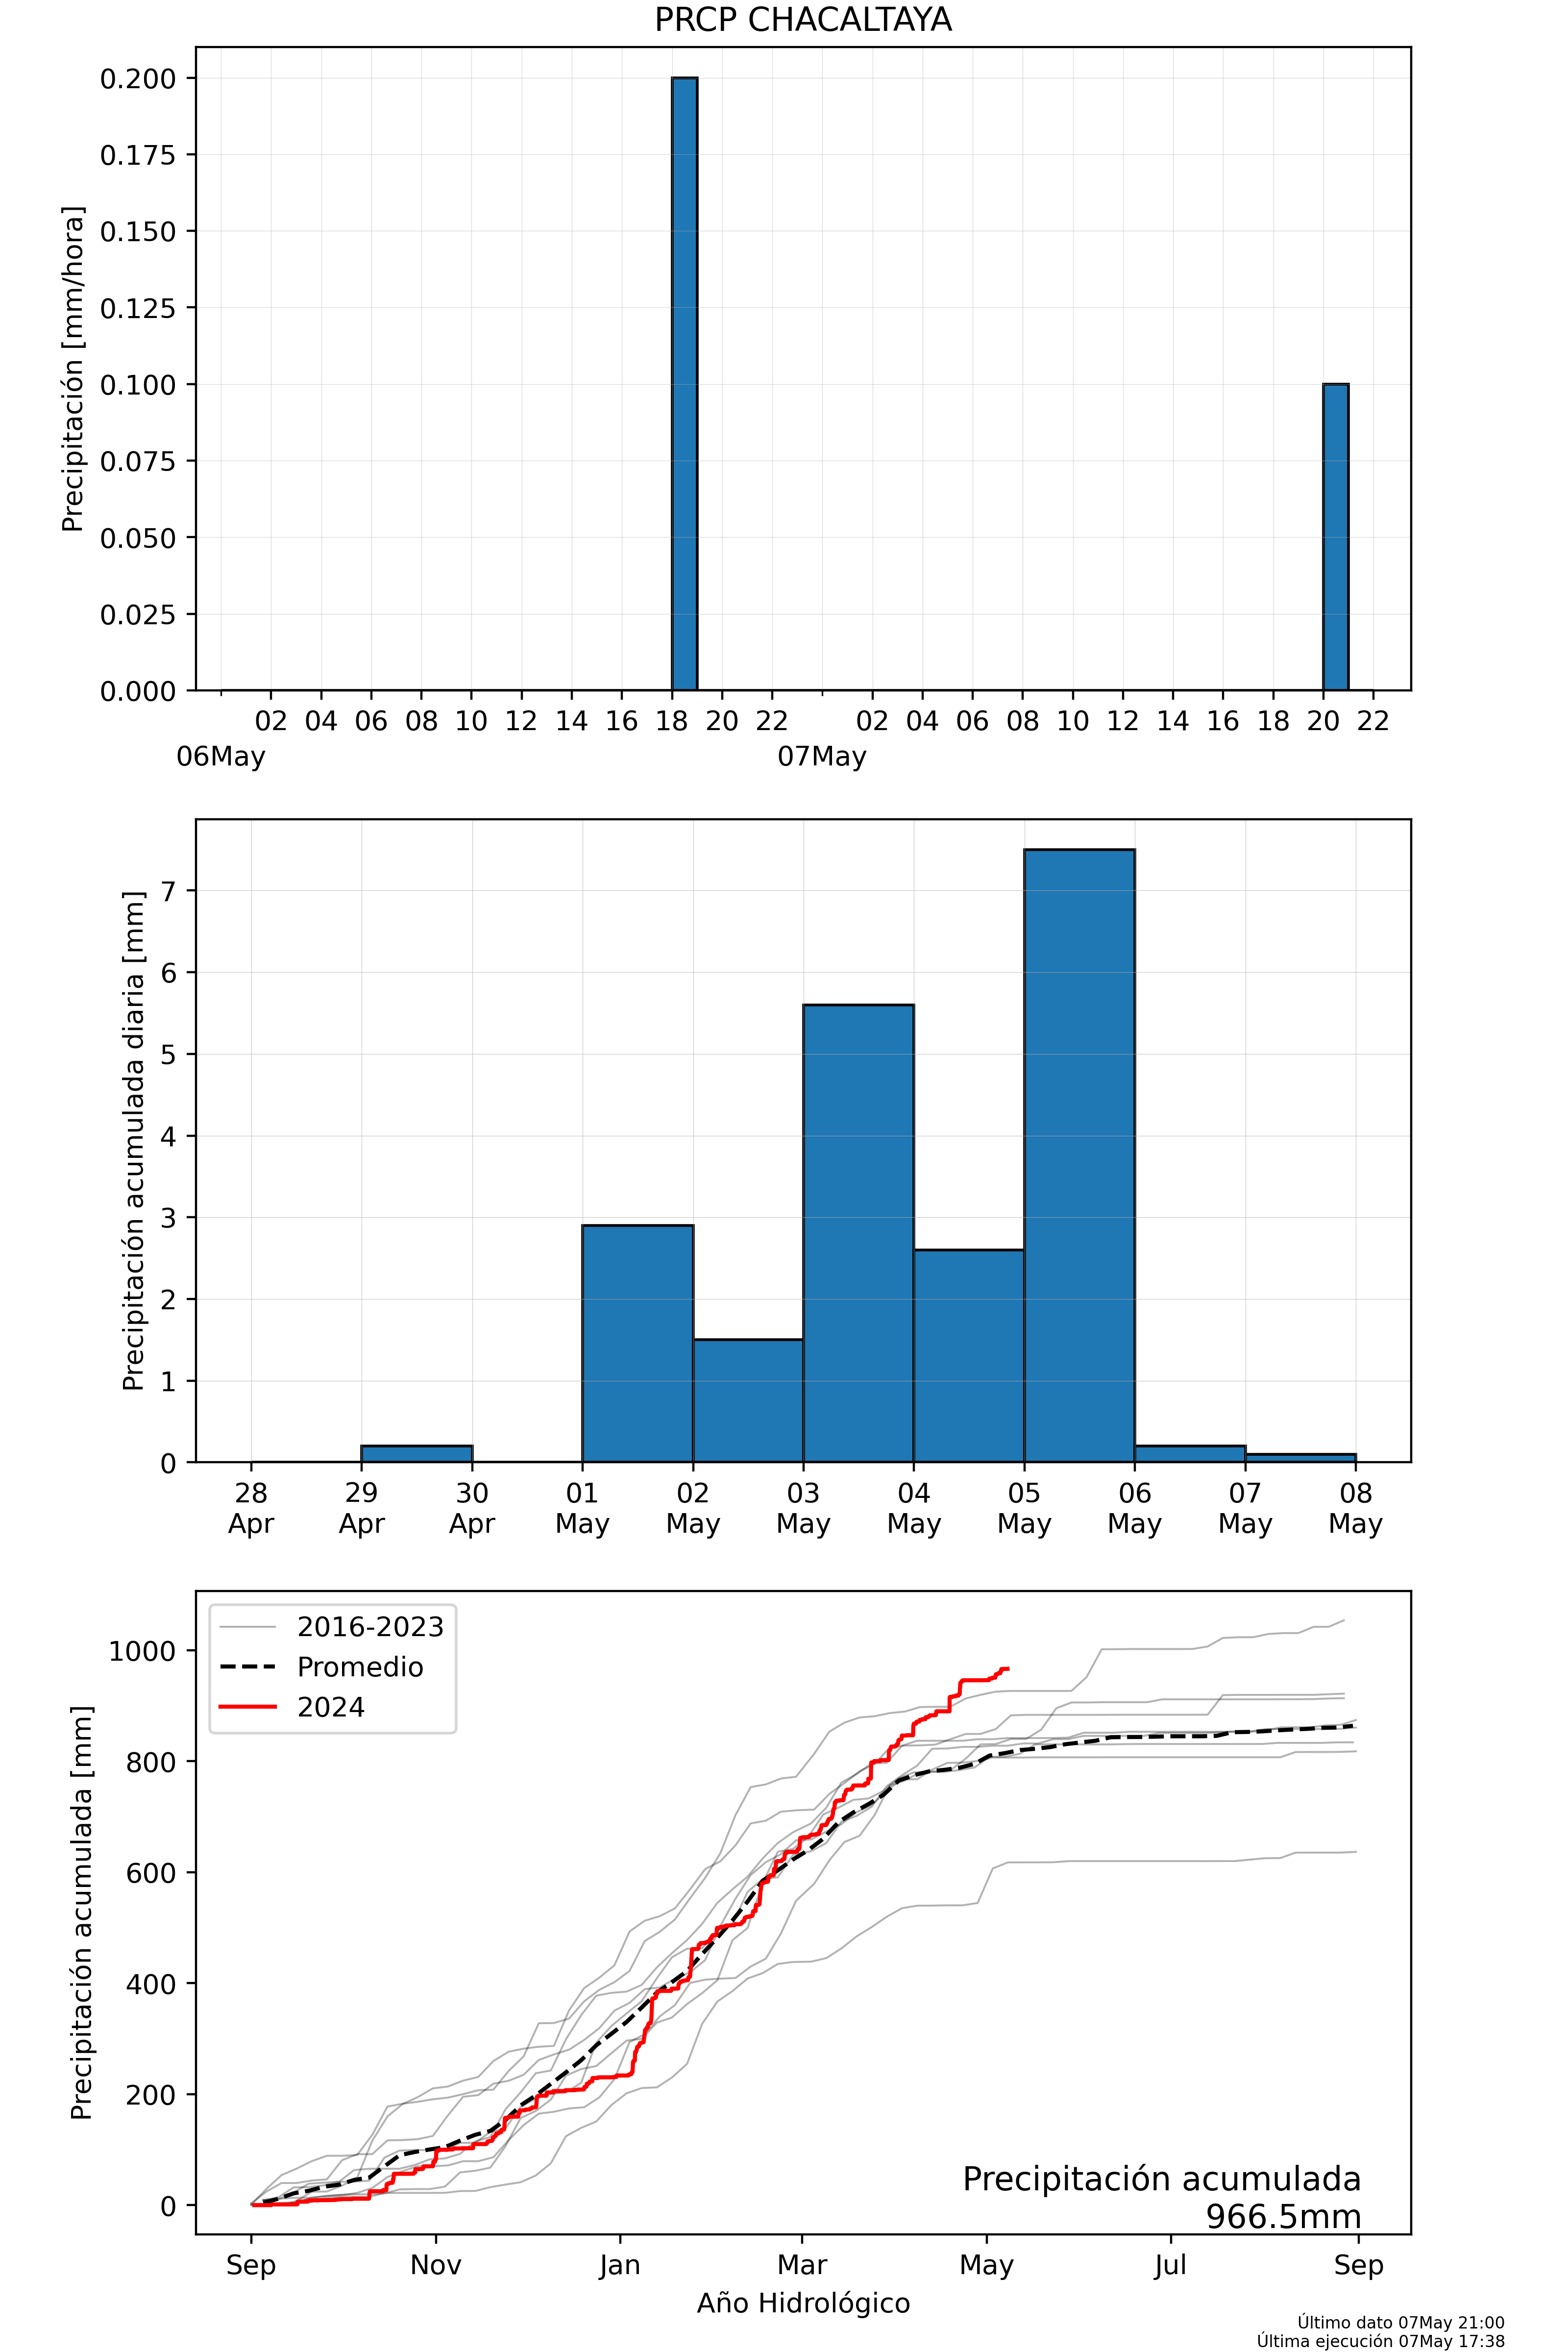 PRCP CHACALTAYA
Precipitación [mm/hora]
0.200
0.175
0.150
0.125
0.100
0.075
0.050
0.025
0.000
02 04 06 08 10 12 14 16 18 20 22 02 04 06 08 10 12 14 16 18 20 22
06May 07May
Precipitación acumulada diaria [mm]
7
6
5
4
3
2
1
0
28 29 30 01 02 03 04 05 06 07 08
Apr Apr Apr May May May May May May May May
Precipitación acumulada [mm]
1000
800
600
400
200
0
2016-2023
Promedio
2024
Precipitación acumulada
966.5mm
Sep Nov Jan Mar May Jul Sep
Año Hidrológico
Último dato 07May 21:00
Última ejecución 07May 17:38